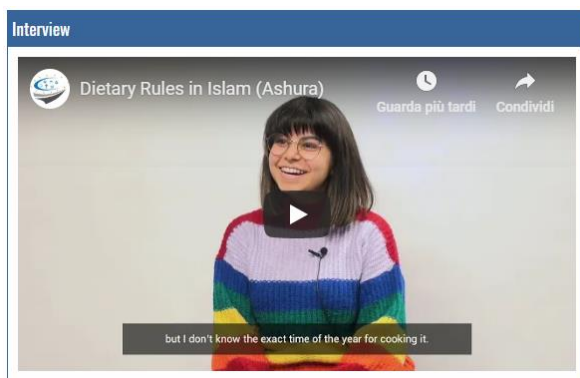 Interview
Dietary Rules in Islam (Ashura)
Guarda più tardi
Condividi
but I don't know the exact time of the year for cooking it.